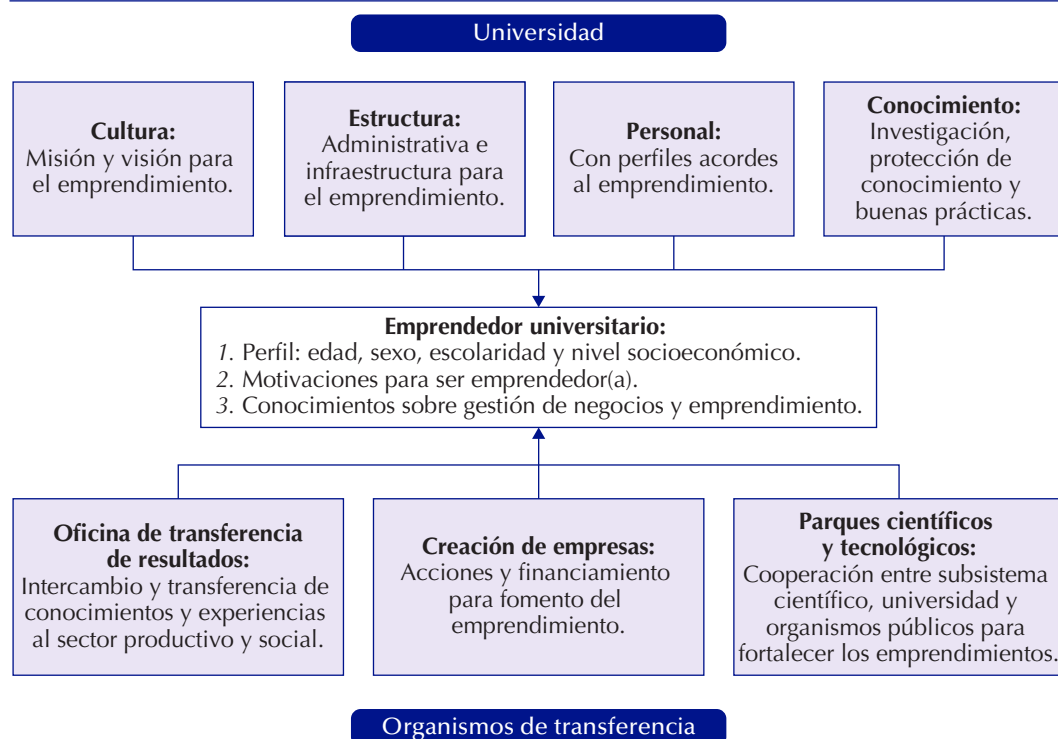 Universidad
Cultura:
Misión y visión para
el emprendimiento.
Estructura:
Administrativa e
infraestructura para
el emprendimiento.
Personal:
Con perfiles acordes
al emprendimiento.
Conocimiento:
Investigación,
protección de
conocimiento y
buenas prácticas.
Emprendedor universitario:
1. Perfil: edad, sexo, escolaridad y nivel socioeconómico.
2. Motivaciones para ser emprendedor(a).
3. Conocimientos sobre gestión de negocios y emprendimiento.
Oficina de transferencia
de resultados:
Intercambio y transferencia de
conocimientos y experiencias
al sector productivo y social.
Creación de empresas:
Acciones y financiamiento
para fomento del
emprendimiento.
Parques científicos
y tecnológicos:
Cooperación entre subsistema
científico, universidad y
organismos públicos para
fortalecer los emprendimientos.
Organismos de transferencia